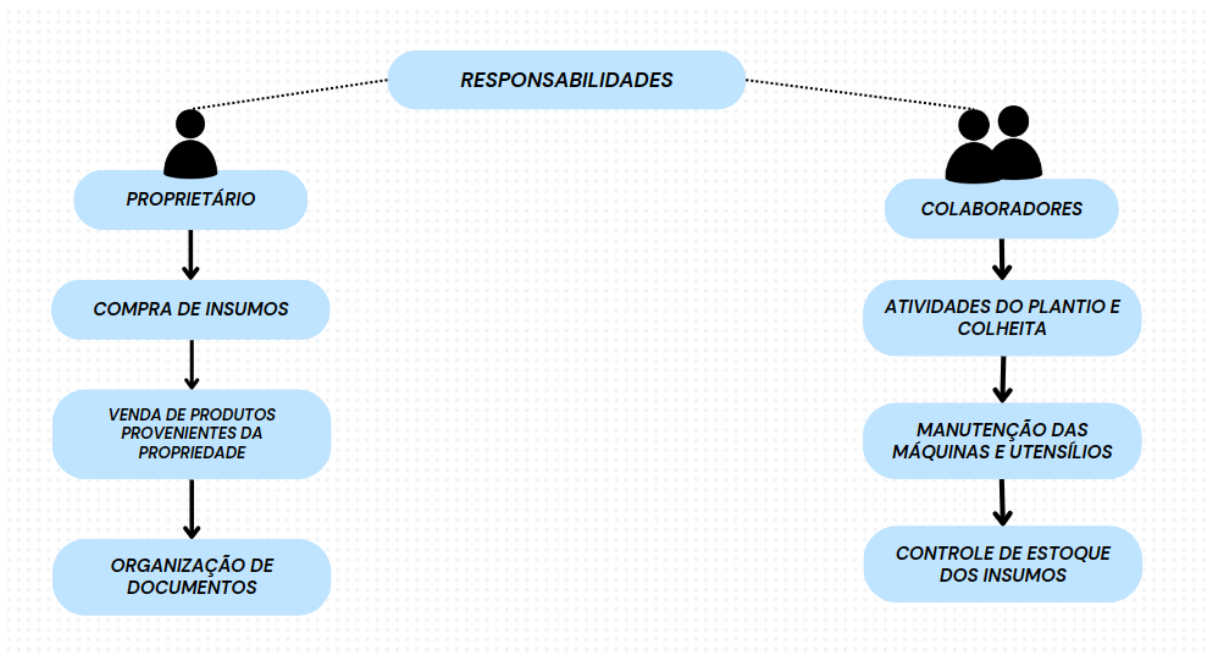 RESPONSABILIDADES
PROPRIETÁRIO
COMPRA DE INSUMOS
VENDA DE PRODUTOS
PROVENIENTES DA
PROPRIEDADE
ORGANIZAÇÃO DE
DOCUMENTOS
COLABORADORES
ATIVIDADES DO PLANTIO E
COLHEITA
MANUTENÇÃO DAS
MÁQUINAS E UTENSÍLIOS
CONTROLE DE ESTOQUE
DOS INSUMOS